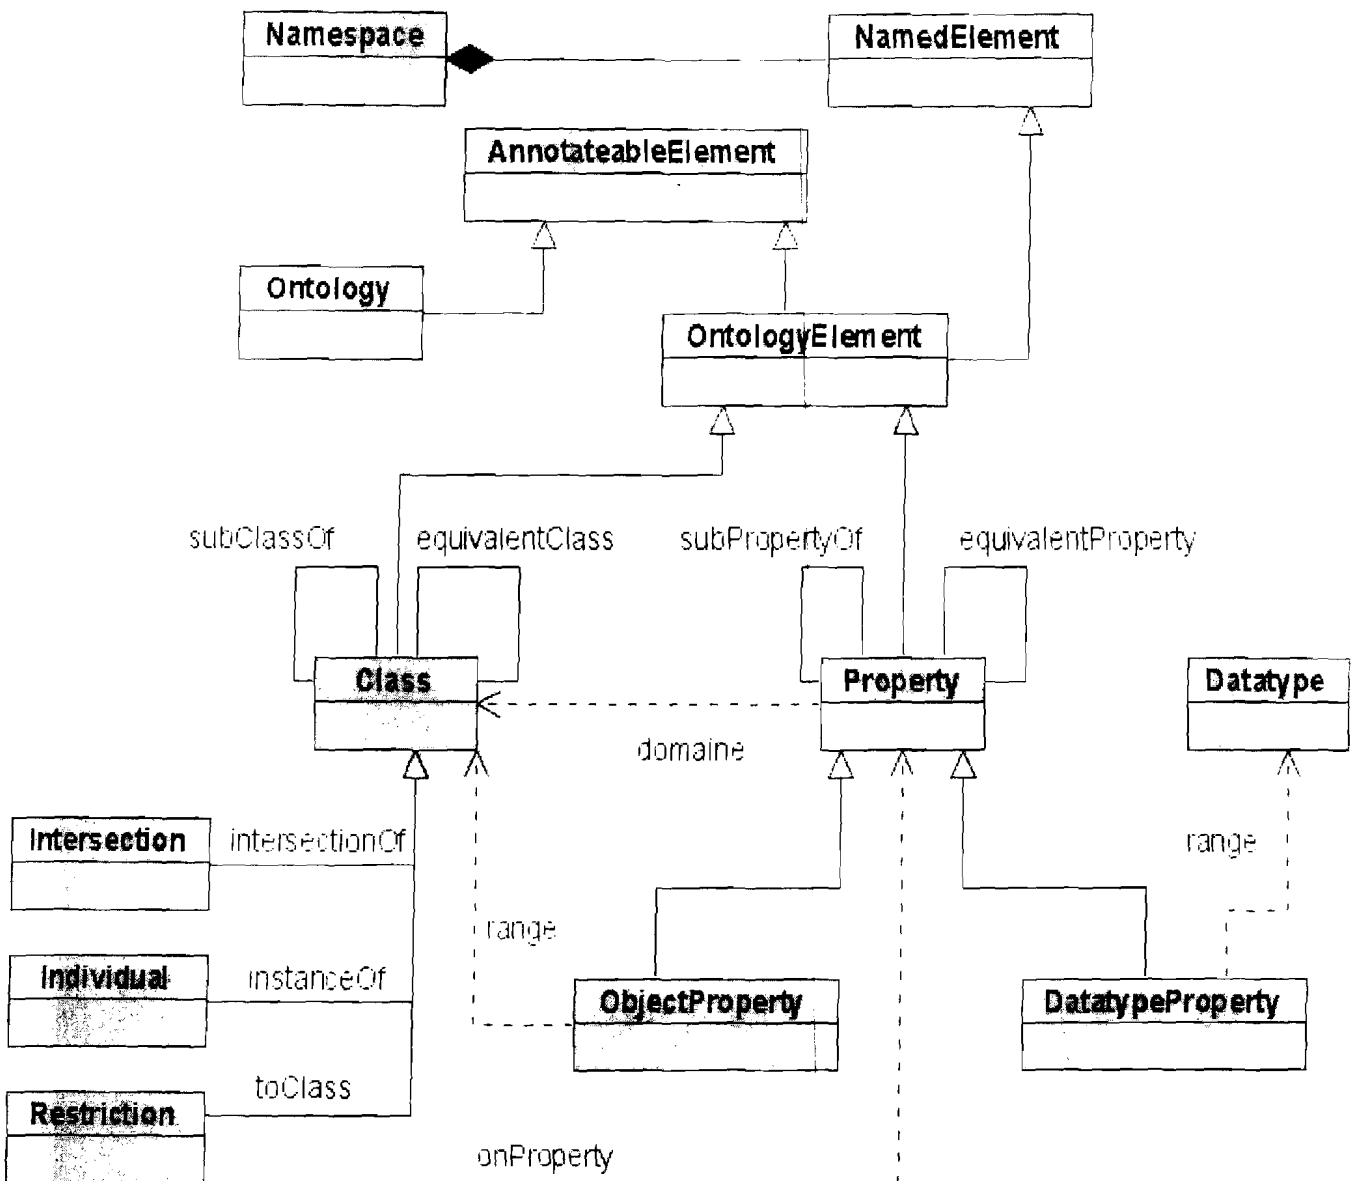 Namespace
NamedElement
AnnotateableElement
Ontology
OntologyElement
subClassOf
equivalentClass
subPropertyOf
equivalentProperty
Class
Property
Datatype
domaine
Intersection
intersectionOf
range
range
Individual
instanceOf
ObjectProperty
DatatypeProperty
toClass
Restriction
onProperty